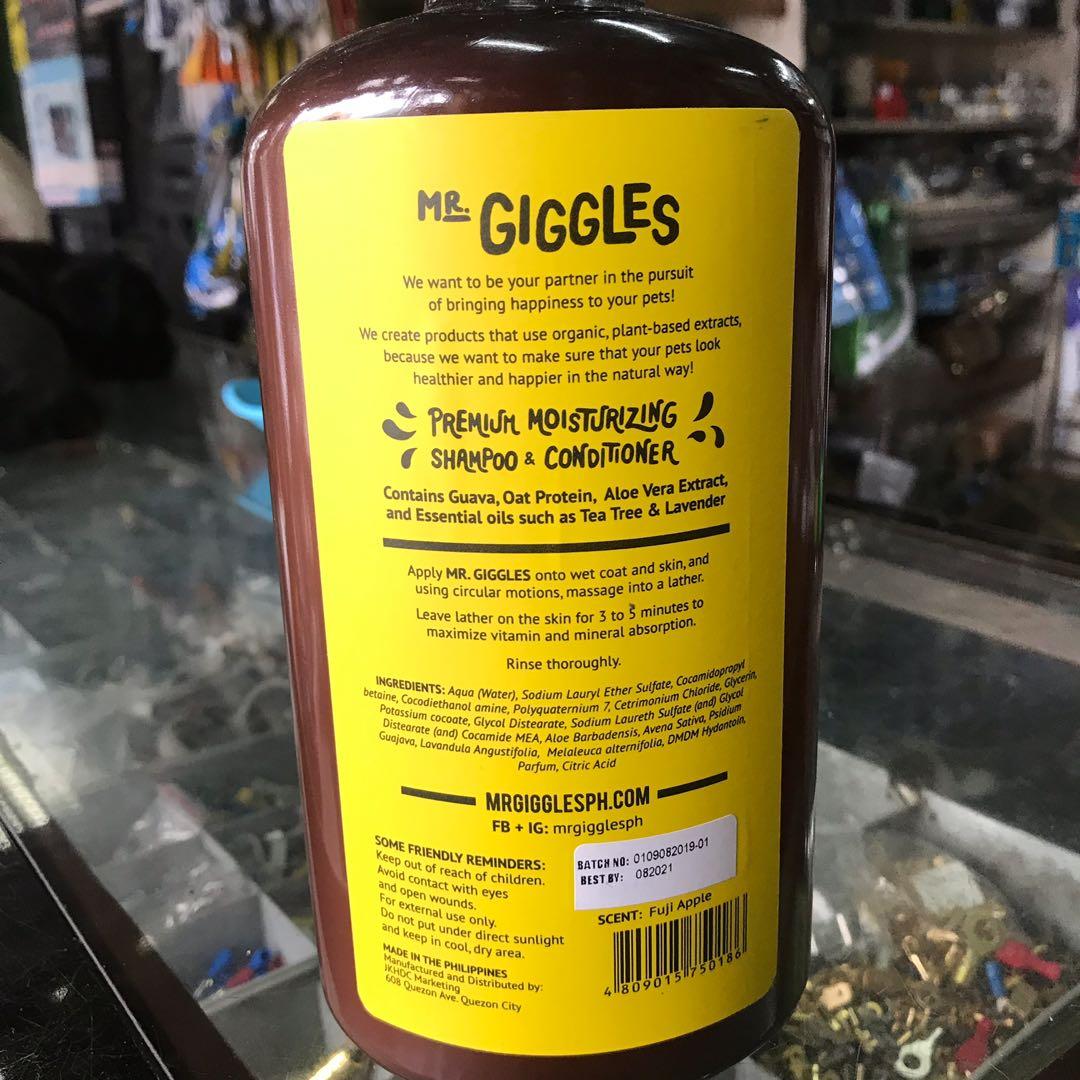 MR. GIGGLES
We want to be your partner in the pursuit
of bringing happiness to your pets!
We create products that use organic, plant-based extracts,
because we want to make sure that your pets look
healthier and happier in the natural way!
PREMIUM MOISTURIZING
SHAMPOO & CONDITIONER
Contains Guava, Oat Protein, Aloe Vera Extract,
and Essential oils such as Tea Tree & Lavender
Apply MR. GIGGLES onto wet coat and skin, and
using circular motions, massage into a lather.
Leave lather on the skin for 3 to 5 minutes to
maximize vitamin and mineral absorption.
Rinse thoroughly.
INGREDIENTS: Aqua (Water), Sodium Lauryl Ether Sulfate, Cocamidopropyl
betaine, Cocodiethanol amine, Polyquaternium 7, Cetrimonium Chloride, Glycerin,
Potassium cocoate, Glycol Distearate, Sodium Laureth Sulfate (and) Glycol
Distearate (and) Cocamide MEA, Aloe Barbadensis, Avena Sativa, Psidium
Guajava, Lavandula Angustifolia, Melaleuca alternifolia, DMDM Hydantoin,
Parfum, Citric Acid
MRGIGGLESPH.COM
FB + IG: mrgigglesph
SOME FRIENDLY REMINDERS:
Keep out of reach of children.
Avoid contact with eyes
and open wounds.
For external use only.
Do not put under direct sunlight
and keep in cool, dry area.
MADE IN THE PHILIPPINES
Manufactured and Distributed by:
JKHDC Marketing
608 Quezon Ave. Quezon City
BATCH NO: 0109082019-01
BEST BY: 082021
SCENT: Fuji Apple
4 809015 750186